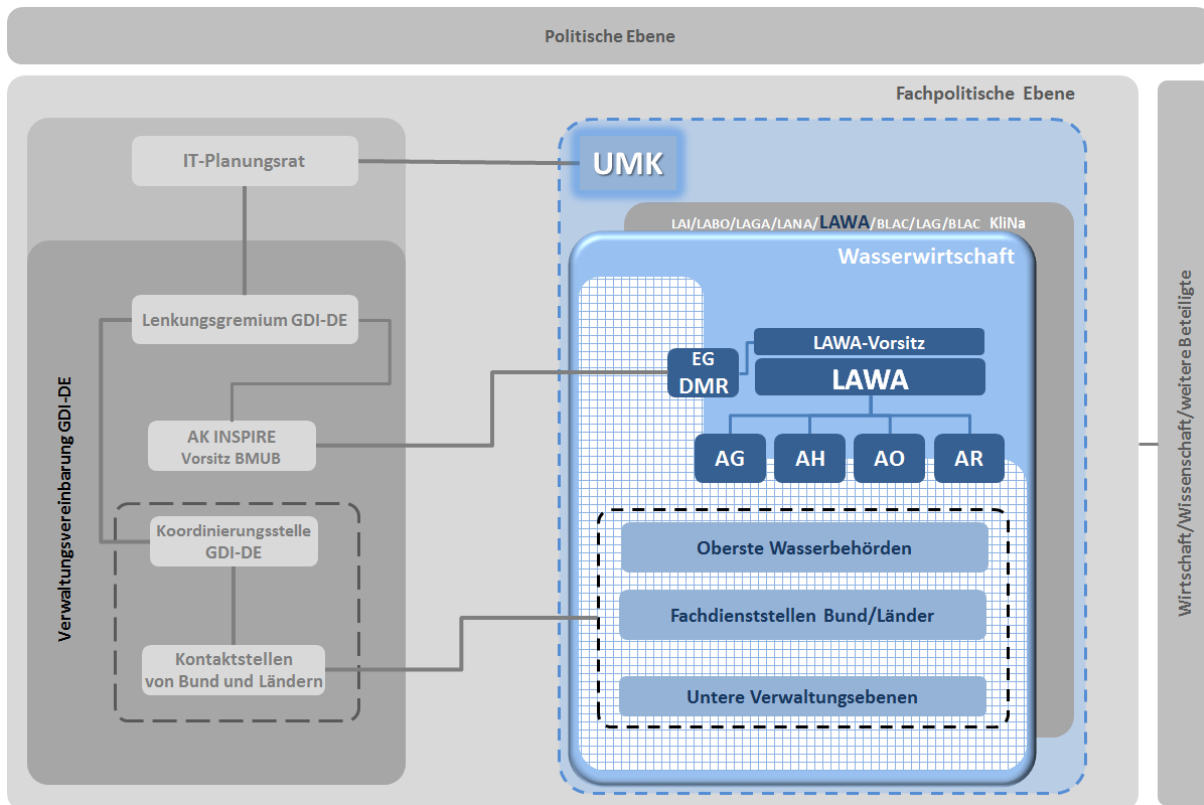 Politische Ebene
Fachpolitische Ebene
IT-Planungsrat
UMK
LAI/LABO/LAGA/LANA/LAWA/BLAC/LAG/BLAC KliNa
Wasserwirtschaft
Lenkungsgremium GDI-DE
LAWA-Vorsitz
EG
DMR
LAWA
AK INSPIRE
Vorsitz BMUB
AG
AH
AO
AR
Koordinierungsstelle
GDI-DE
Oberste Wasserbehörden
Fachdienststellen Bund/Länder
Kontaktstellen
von Bund und Ländern
Untere Verwaltungsebenen
Verwaltungsvereinbarung GDI-DE
Wirtschaft/Wissenschaft/weitere Beteiligte